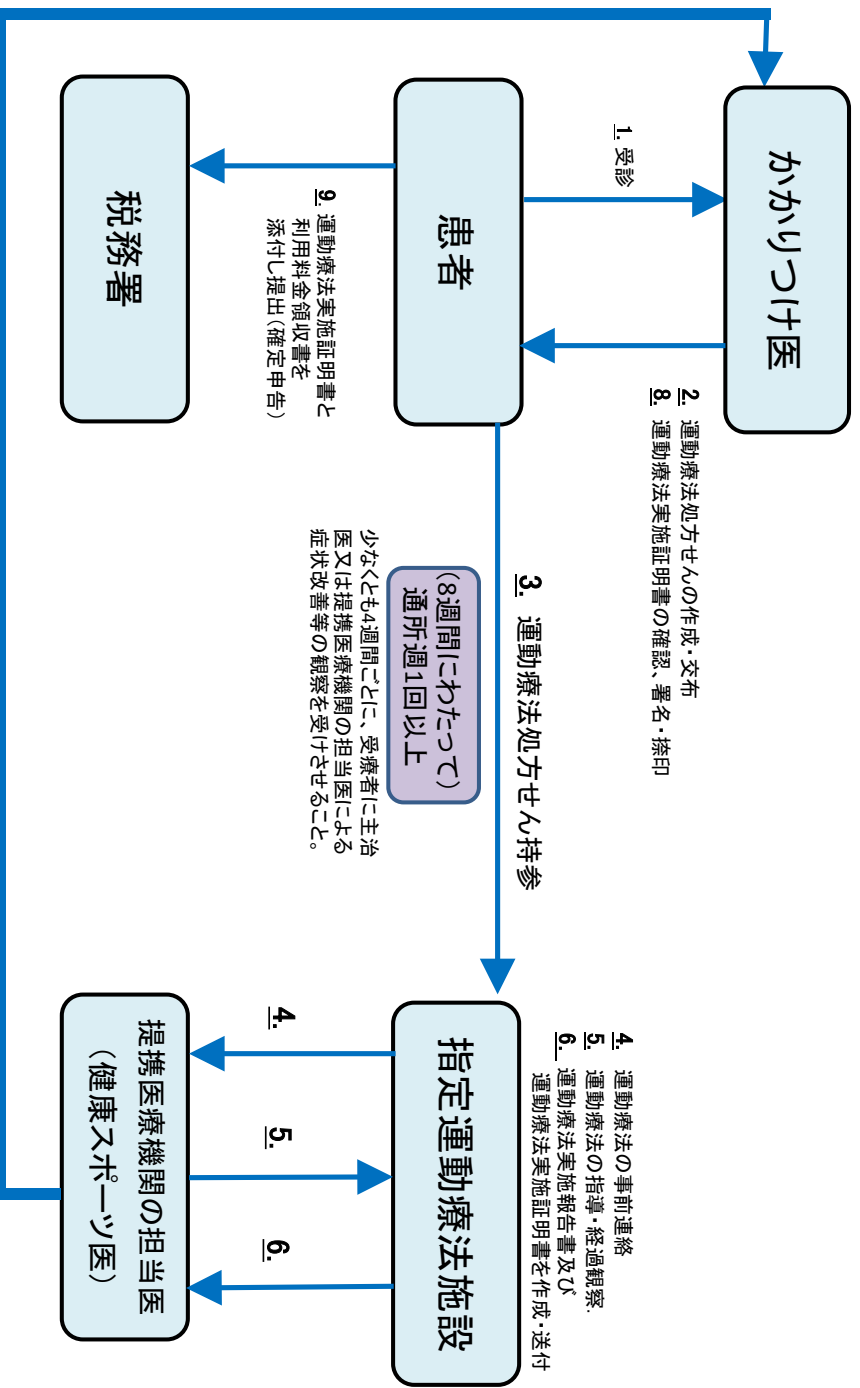 かかりつけ医
1. 受診
2. 運動療法処方せんの作成・交布
8. 運動療法実施証明書の確認、署名・捺印
患者
9. 運動療法実施証明書と
利用料金領収書を
添付し提出(確定申告)
税務署
3. 運動療法処方せん持参
(8週間にわたって)
通所週1回以上
少なくとも4週間ごとに、受療者に主治
医又は提携医療機関の担当医による
症状改善等の観察を受けさせること。
4. 運動療法の事前連絡
5. 運動療法の指導・経過観察.
6. 運動療法実施報告書及び
運動療法実施証明書を作成・送付
指定運動療法施設
4.
5.
6.
提携医療機関の担当医
(健康スポーツ医)